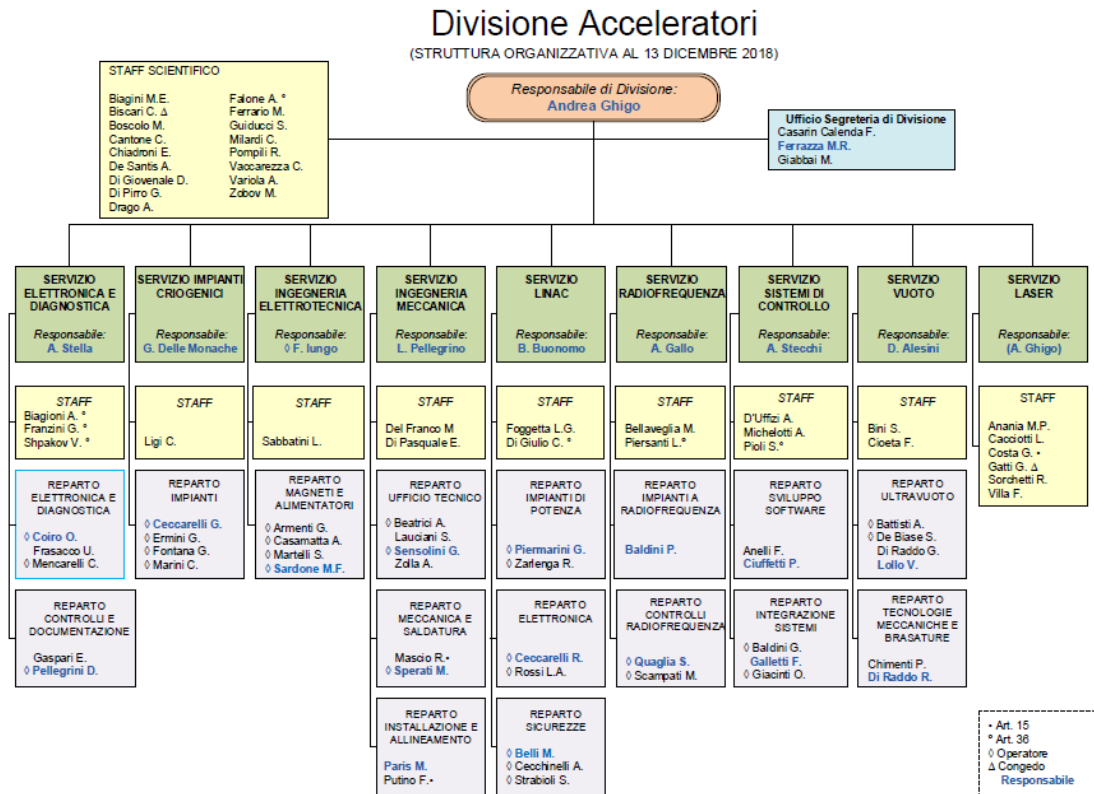 Divisione Acceleratori
(STRUTTURA ORGANIZZATIVA AL 13 DICEMBRE 2018)
STAFF SCIENTIFICO
Biagini M.E.
Biscari C. Δ
Boscolo M.
Cantone C.
Chiadroni E.
De Santis A.
Di Giovenale D.
Di Pirro G.
Drago A.
Falone A. °
Ferrario M.
Guiducci S.
Milardi C.
Pompili R.
Vaccarezza C.
Variola A.
Zobov M.
Responsabile di Divisione:
Andrea Ghigo
Ufficio Segreteria di Divisione
Casarin Calenda F.
Ferrazza M.R.
Giabbai M.
SERVIZIO
ELETTRONICA E
DIAGNOSTICA
Responsabile:
A. Stella
STAFF
Biagioni A. °
Franzini G. °
Shpakov V. °
REPARTO
ELETTRONICA E
DIAGNOSTICA
◊ Coiro O.
Frasacco U.
◊ Mencarelli C.
REPARTO
CONTROLLI E
DOCUMENTAZIONE
Gaspari E.
◊ Pellegrini D.
SERVIZIO IMPIANTI
CRIOGENICI
Responsabile:
G. Delle Monache
STAFF
Ligi C.
REPARTO
IMPIANTI
◊ Ceccarelli G.
◊ Ermini G.
◊ Fontana G.
◊ Marini C.
SERVIZIO
INGEGNERIA
ELETTROTECNICA
Responsabile:
◊ F. Iungo
STAFF
Sabbatini L.
REPARTO
MAGNETI E
ALIMENTATORI
◊ Armenti G.
◊ Casamatta A.
◊ Martelli S.
◊ Sardone M.F.
SERVIZIO
INGEGNERIA
MECCANICA
Responsabile:
L. Pellegrino
STAFF
Del Franco M
Di Pasquale E.
REPARTO
UFFICIO TECNICO
◊ Beatrici A.
Lauciani S.
◊ Sensolini G.
Zolla A.
REPARTO
MECCANICA E
SALDATURA
Mascio R.•
◊ Sperati M.
REPARTO
INSTALLAZIONE E
ALLINEAMENTO
Paris M.
Putino F.•
SERVIZIO
LINAC
Responsabile:
B. Buonomo
STAFF
Foggetta L.G.
Di Giulio C. °
REPARTO
IMPIANTI DI
POTENZA
◊ Piermarini G.
◊ Zarlenga R.
REPARTO
ELETTRONICA
◊ Ceccarelli R.
◊ Rossi L.A.
REPARTO
SICUREZZE
◊ Belli M.
◊ Cecchinelli A.
◊ Strabioli S.
SERVIZIO
RADIOFREQUENZA
Responsabile:
A. Gallo
STAFF
Bellaveglia M.
Piersanti L.°
REPARTO
IMPIANTI A
RADIOFREQUENZA
Baldini P.
REPARTO
CONTROLLI
RADIOFREQUENZA
◊ Quaglia S.
◊ Scampati M.
SERVIZIO
SISTEMI DI
CONTROLLO
Responsabile:
A. Stecchi
STAFF
D'Uffizi A.
Michelotti A.
Pioli S.°
REPARTO
SVILUPPO
SOFTWARE
Anelli F.
Ciuffetti P.
REPARTO
INTEGRAZIONE
SISTEMI
◊ Baldini G.
Galletti F.
◊ Giacinti O.
SERVIZIO
VUOTO
Responsabile:
D. Alesini
STAFF
Bini S.
Cioeta F.
REPARTO
ULTRAVUOTO
◊ Battisti A.
◊ De Biase S.
Di Raddo G.
Lollo V.
REPARTO
TECNOLOGIE
MECCANICHE E
BRASATURE
Chimenti P.
Di Raddo R.
SERVIZIO
LASER
Responsabile:
(A. Ghigo)
STAFF
Anania M.P.
Cacciotti L.
Costa G. •
Gatti G. Δ
Sorchetti R.
Villa F.
• Art. 15
° Art. 36
◊ Operatore
Δ Congedo
Responsabile